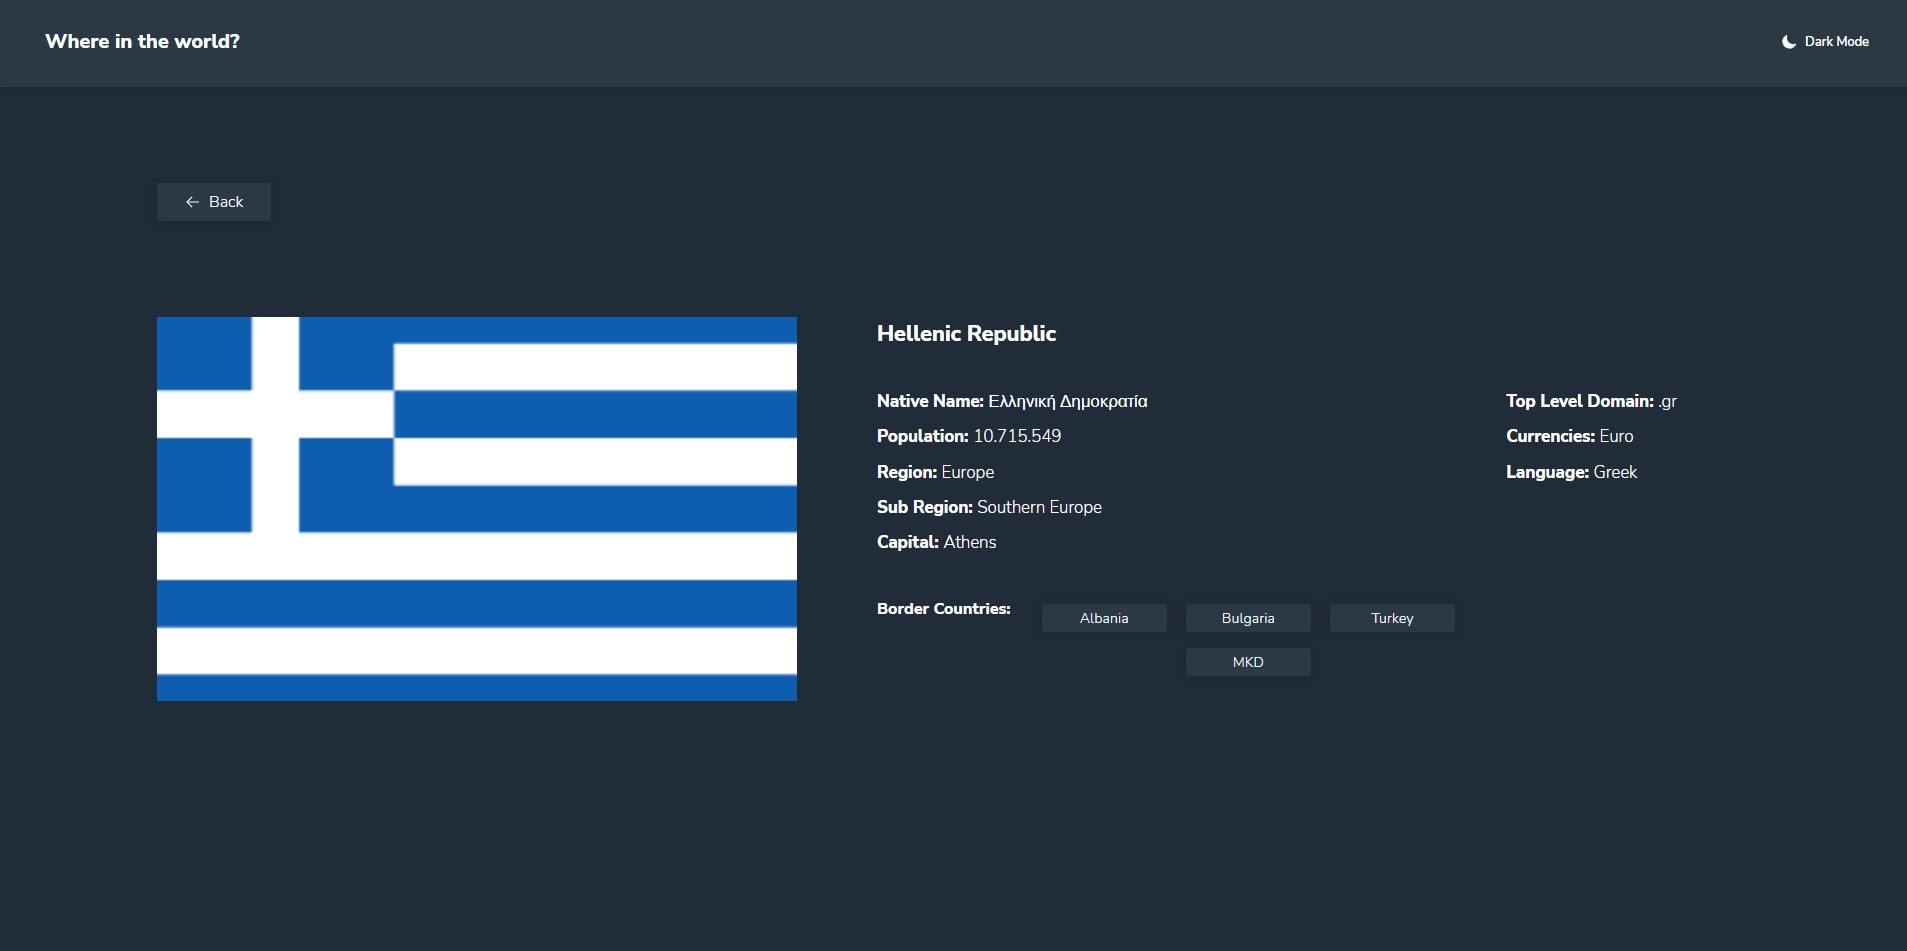 Where in the world?
Dark Mode
Back
Hellenic Republic
Native Name: Ελληνική Δημοκρατία
Population: 10.715.549
Region: Europe
Sub Region: Southern Europe
Capital: Athens
Top Level Domain: .gr
Currencies: Euro
Language: Greek
Border Countries:
Albania
Bulgaria
Turkey
MKD